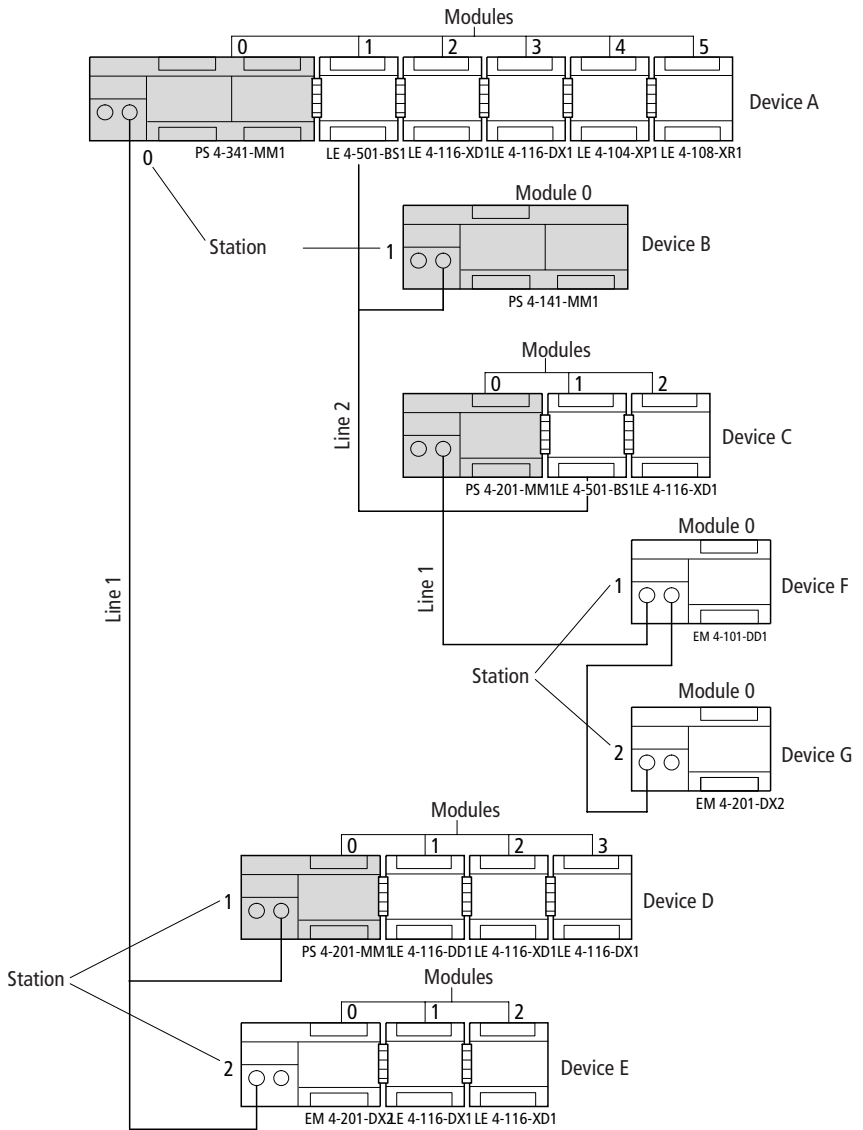 Modules
0 1 2 3 4 5
Device A
PS 4-341-MM1 LE 4-501-BS1 LE 4-116-XD1 LE 4-116-DX1 LE 4-104-XP1 LE 4-108-XR1
0
Module 0
Station
1
Device B
PS 4-141-MM1
Modules
0 1 2
Line 2
Device C
PS 4-201-MM1 LE 4-501-BS1 LE 4-116-XD1
Module 0
Line 1
Line 1
1
Device F
EM 4-101-DD1
Station
Module 0
2
Device G
EM 4-201-DX2
Modules
0 1 2 3
1
Device D
PS 4-201-MM1 LE 4-116-DD1 LE 4-116-XD1 LE 4-116-DX1
Station
Modules
0 1 2
2
Device E
EM 4-201-DX2 LE 4-116-DX1 LE 4-116-XD1